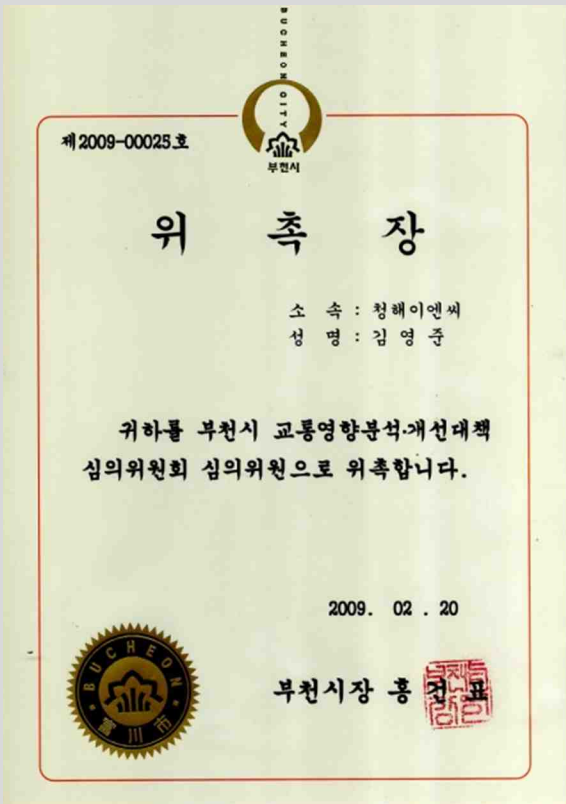 BUCHEON CITY
부천시
제2009-00025호
위 촉 장
소 속 : 청해이엔씨
성 명 : 김 영 준
귀하를 부천시 교통영향분석·개선대책
심의위원회 심의위원으로 위촉합니다.
2009. 02 . 20
부천시장 홍 건 표
BUCHEON
富川市